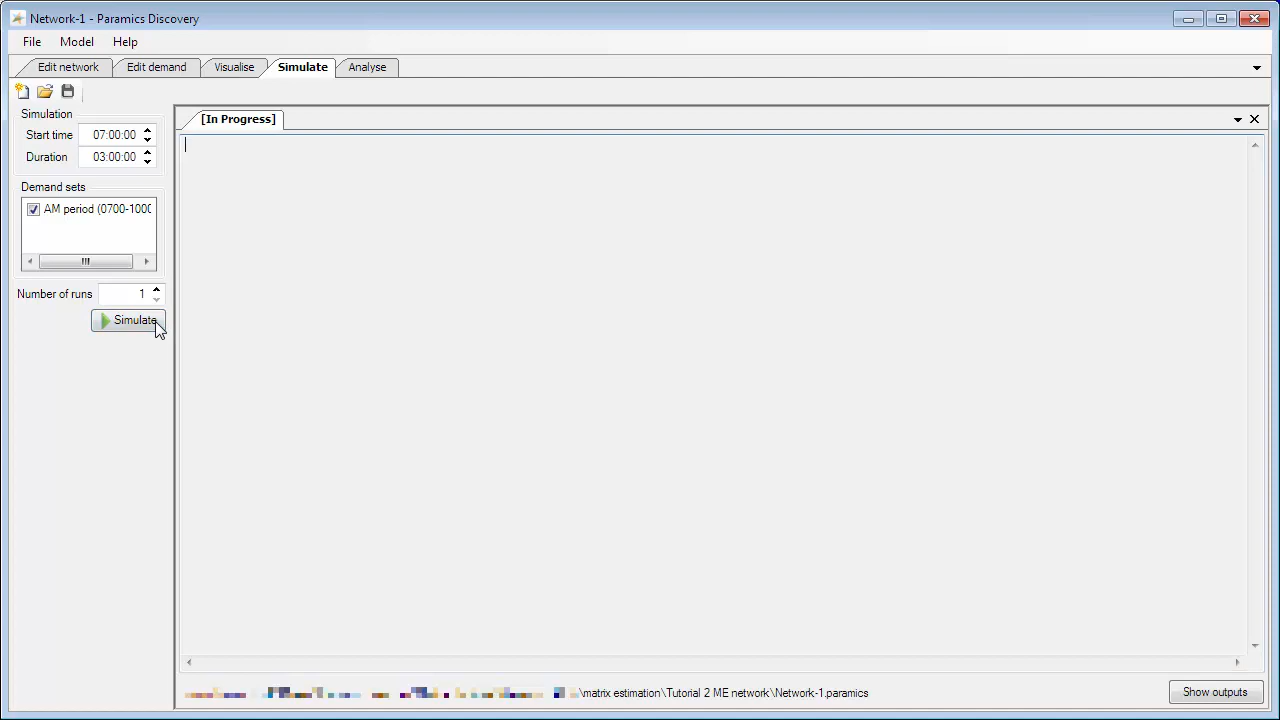 Network-1 - Paramics Discovery
File Model Help
Edit network Edit demand Visualise Simulate Analyse
Simulation
Start time 07:00:00
Duration 03:00:00
Demand sets
AM period (0700-100
Number of runs 1
Simulate
[In Progress]
\matrix estimation\Tutorial 2 ME network\Network-1.paramics
Show outputs